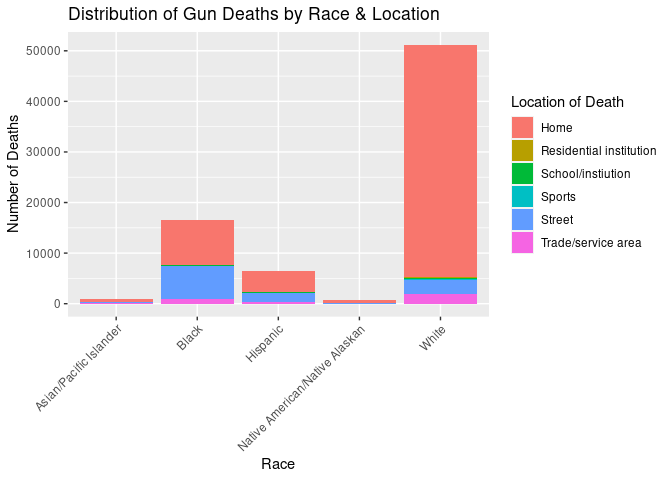 Distribution of Gun Deaths by Race & Location
Number of Deaths
50000
40000
30000
20000
10000
0
Asian/Pacific Islander
Black
Hispanic
Native American/Native Alaskan
White
Race
Location of Death
Home
Residential institution
School/instiution
Sports
Street
Trade/service area